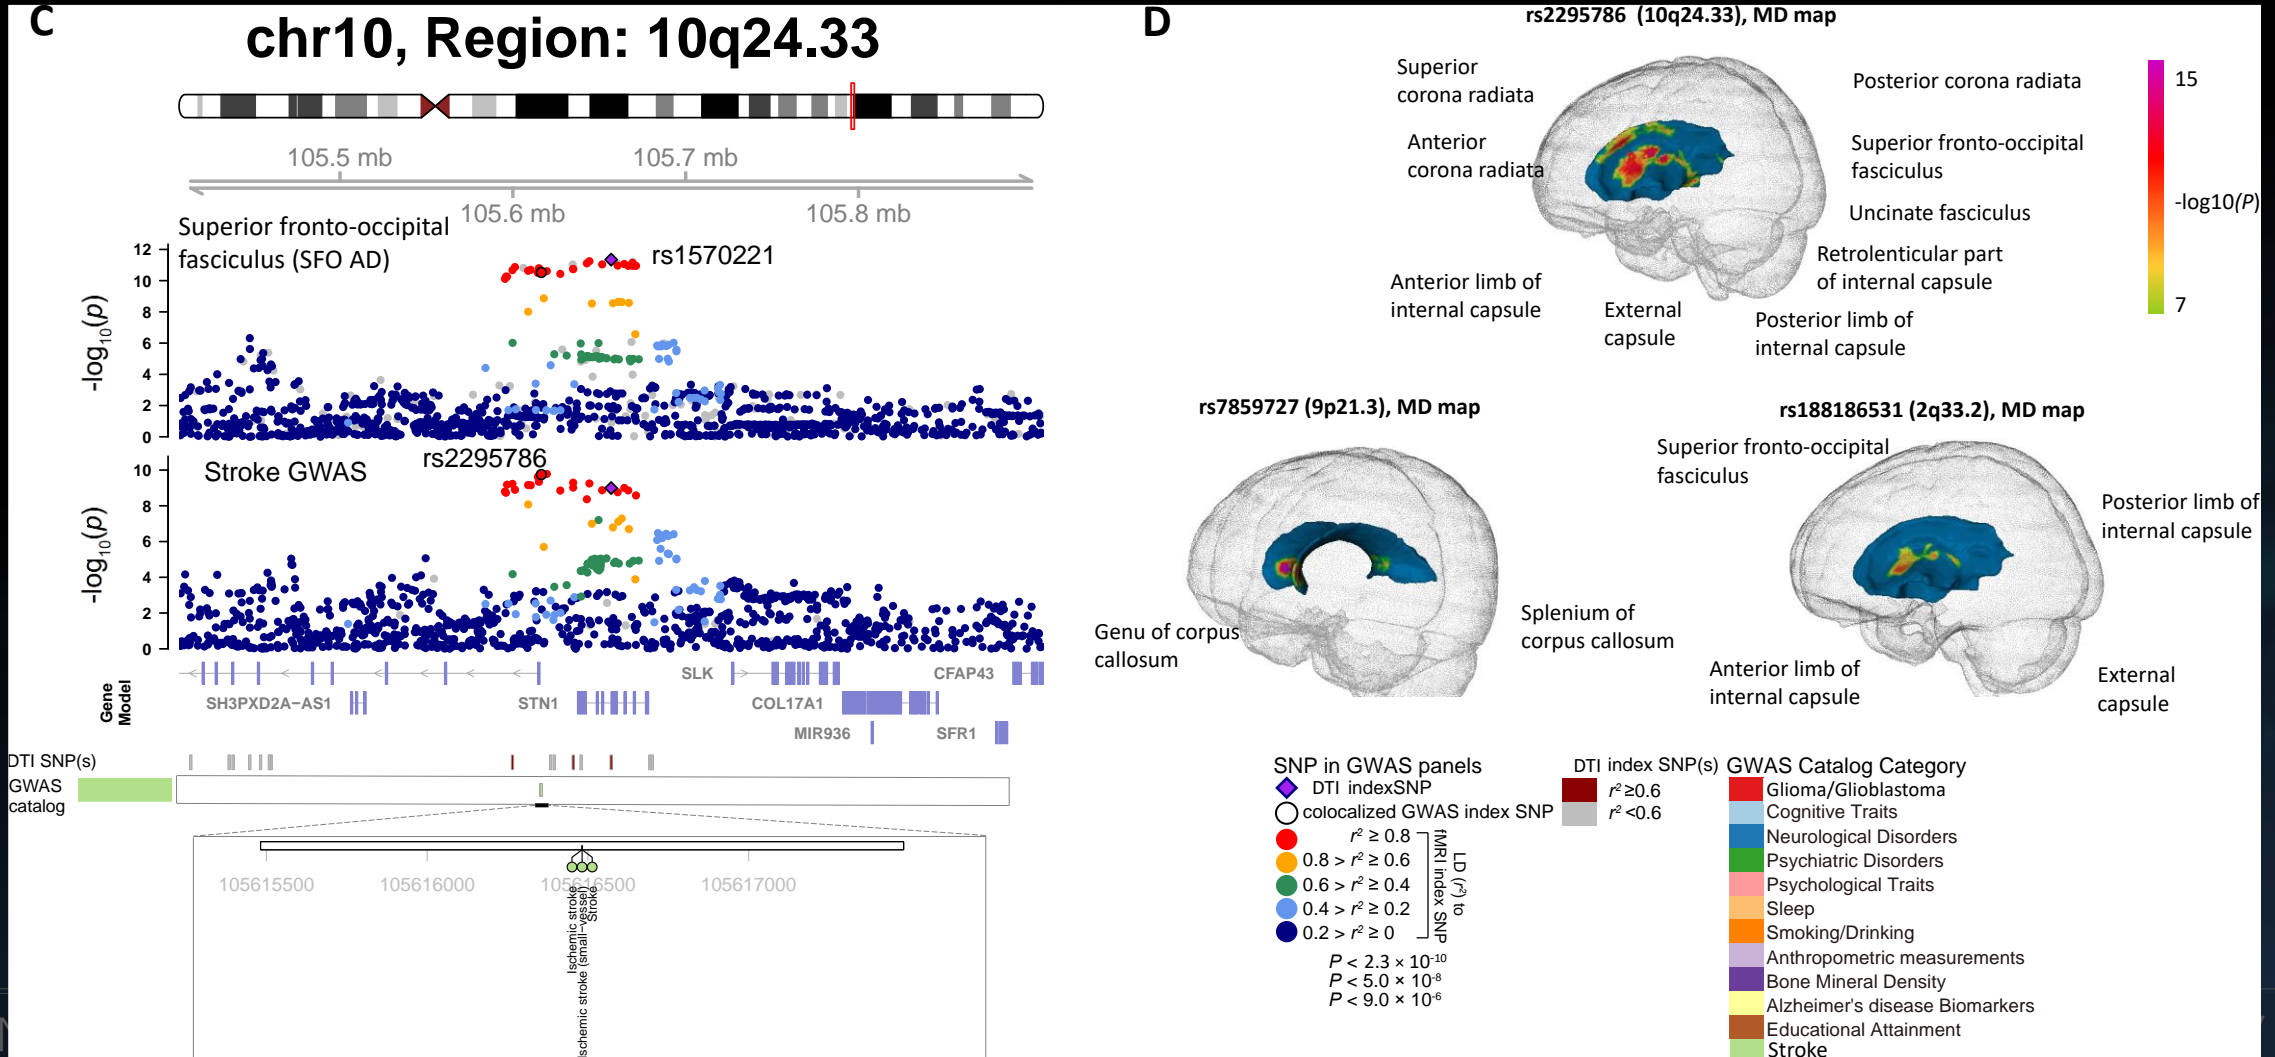 C
chr10, Region: 10q24.33
105.5 mb
105.7 mb
105.6 mb
105.8 mb
Superior fronto-occipital
fasciculus (SFO AD)
rs1570221
12
10
8
6
4
2
0
-log10(p)
Stroke GWAS
rs2295786
10
8
6
4
2
0
-log10(p)
Gene
Model
SLK
CFAP43
SH3PXD2A−AS1
STN1
COL17A1
MIR936
SFR1
DTI SNP(s)
GWAS
catalog
105615500
105616000
105616500
105617000
Ischemic stroke
Ischemic stroke (small−vessel)
Stroke
D
rs2295786 (10q24.33), MD map
Superior
corona radiata
Posterior corona radiata
Anterior
corona radiata
Superior fronto-occipital
fasciculus
Uncinate fasciculus
Retrolenticular part
of internal capsule
Anterior limb of
internal capsule
External
capsule
Posterior limb of
internal capsule
15
-log10(P)
7
rs7859727 (9p21.3), MD map
Genu of corpus
callosum
Splenium of
corpus callosum
rs188186531 (2q33.2), MD map
Superior fronto-occipital
fasciculus
Posterior limb of
internal capsule
Anterior limb of
internal capsule
External
capsule
SNP in GWAS panels
DTI indexSNP
colocalized GWAS index SNP
r² ≥ 0.8
0.8 > r² ≥ 0.6
0.6 > r² ≥ 0.4
0.4 > r² ≥ 0.2
0.2 > r² ≥ 0
LD (r²) to
fMRI index SNP
P < 2.3 × 10⁻¹⁰
P < 5.0 × 10⁻⁸
P < 9.0 × 10⁻⁶
DTI index SNP(s)
r² ≥0.6
r² <0.6
GWAS Catalog Category
Glioma/Glioblastoma
Cognitive Traits
Neurological Disorders
Psychiatric Disorders
Psychological Traits
Sleep
Smoking/Drinking
Anthropometric measurements
Bone Mineral Density
Alzheimer's disease Biomarkers
Educational Attainment
Stroke